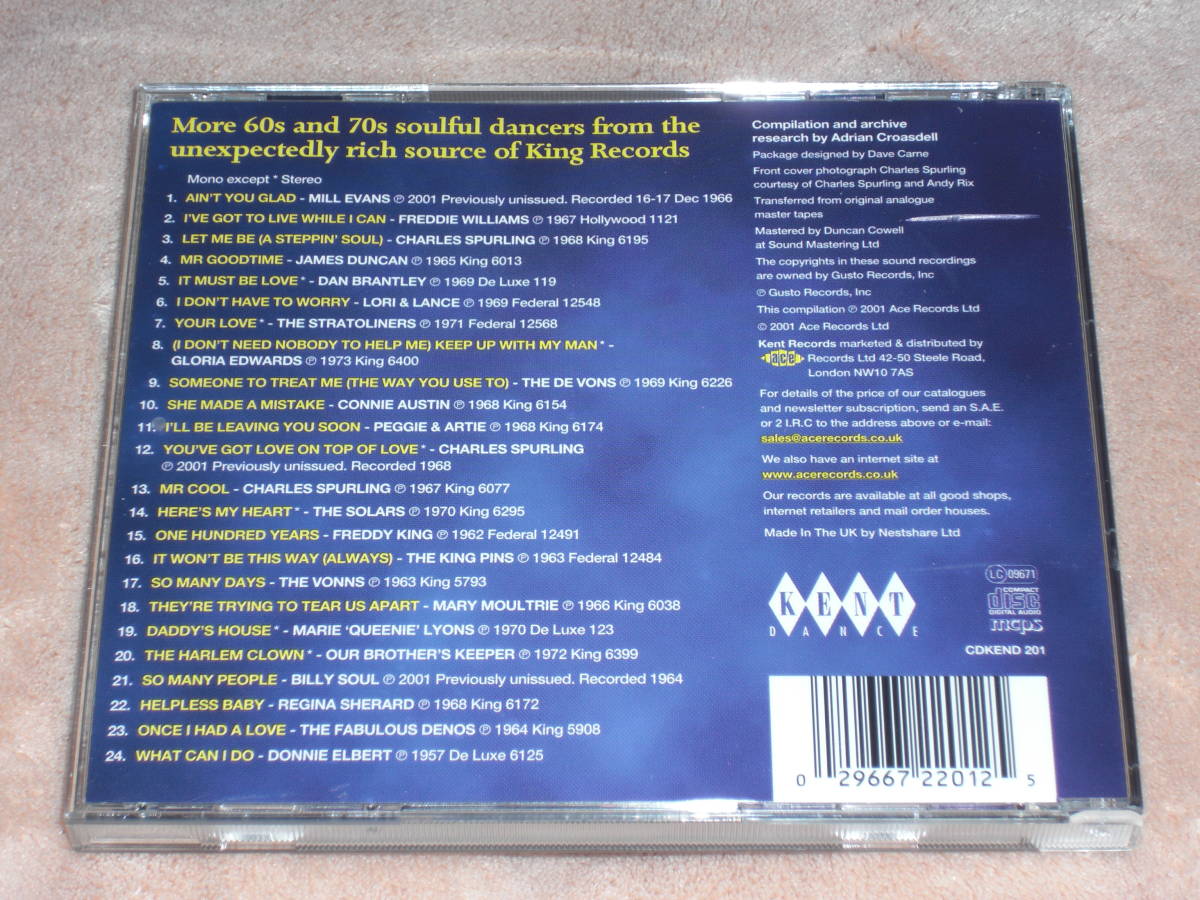 More 60s and 70s soulful dancers from the
unexpectedly rich source of King Records
Mono except * Stereo
1. AIN'T YOU GLAD - MILL EVANS ℗ 2001 Previously unissued. Recorded 16-17 Dec 1966
2. I'VE GOT TO LIVE WHILE I CAN - FREDDIE WILLIAMS ℗ 1967 Hollywood 1121
3. LET ME BE (A STEPPIN' SOUL) - CHARLES SPURLING ℗ 1968 King 6195
4. MR GOODTIME - JAMES DUNCAN ℗ 1965 King 6013
5. IT MUST BE LOVE * - DAN BRANTLEY ℗ 1969 De Luxe 119
6. I DON'T HAVE TO WORRY - LORI & LANCE ℗ 1969 Federal 12548
7. YOUR LOVE * - THE STRATOLINERS ℗ 1971 Federal 12568
8. (I DON'T NEED NOBODY TO HELP ME) KEEP UP WITH MY MAN * -
GLORIA EDWARDS ℗ 1973 King 6400
9. SOMEONE TO TREAT ME (THE WAY YOU USE TO) - THE DE VONS ℗ 1969 King 6226
10. SHE MADE A MISTAKE - CONNIE AUSTIN ℗ 1968 King 6154
11. I'LL BE LEAVING YOU SOON - PEGGIE & ARTIE ℗ 1968 King 6174
12. YOU'VE GOT LOVE ON TOP OF LOVE * - CHARLES SPURLING
℗ 2001 Previously unissued. Recorded 1968
13. MR COOL - CHARLES SPURLING ℗ 1967 King 6077
14. HERE'S MY HEART * - THE SOLARS ℗ 1970 King 6295
15. ONE HUNDRED YEARS - FREDDY KING ℗ 1962 Federal 12491
16. IT WON'T BE THIS WAY (ALWAYS) - THE KING PINS ℗ 1963 Federal 12484
17. SO MANY DAYS - THE VONNS ℗ 1963 King 5793
18. THEY'RE TRYING TO TEAR US APART - MARY MOULTRIE ℗ 1966 King 6038
19. DADDY'S HOUSE * - MARIE 'QUEENIE' LYONS ℗ 1970 De Luxe 123
20. THE HARLEM CLOWN * - OUR BROTHER'S KEEPER ℗ 1972 King 6399
21. SO MANY PEOPLE - BILLY SOUL ℗ 2001 Previously unissued. Recorded 1964
22. HELPLESS BABY - REGINA SHERARD ℗ 1968 King 6172
23. ONCE I HAD A LOVE - THE FABULOUS DENOS ℗ 1964 King 5908
24. WHAT CAN I DO - DONNIE ELBERT ℗ 1957 De Luxe 6125
Compilation and archive
research by Adrian Croasdell
Package designed by Dave Carne
Front cover photograph Charles Spurling
courtesy of Charles Spurling and Andy Rix
Transferred from original analogue
master tapes
Mastered by Duncan Cowell
at Sound Mastering Ltd
The copyrights in these sound recordings
are owned by Gusto Records, Inc
℗ Gusto Records, Inc
This compilation ℗ 2001 Ace Records Ltd
© 2001 Ace Records Ltd
Kent Records marketed & distributed by
ace Records Ltd 42-50 Steele Road,
London NW10 7AS
For details of the price of our catalogues
and newsletter subscription, send an S.A.E.
or 2 I.R.C to the address above or e-mail:
sales@acerecords.co.uk
We also have an internet site at
www.acerecords.co.uk
Our records are available at all good shops,
internet retailers and mail order houses.
Made In The UK by Nestshare Ltd
KENT
DANCE
LC 09671
COMPACT
disc
DIGITAL AUDIO
mcps
CDKEND 201
0 29667 22012 5